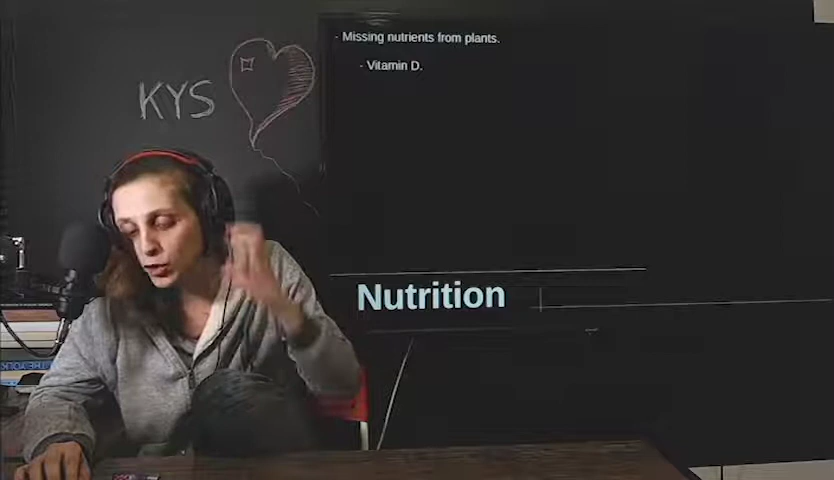 - Missing nutrients from plants.
- Vitamin D.
KYS
Nutrition